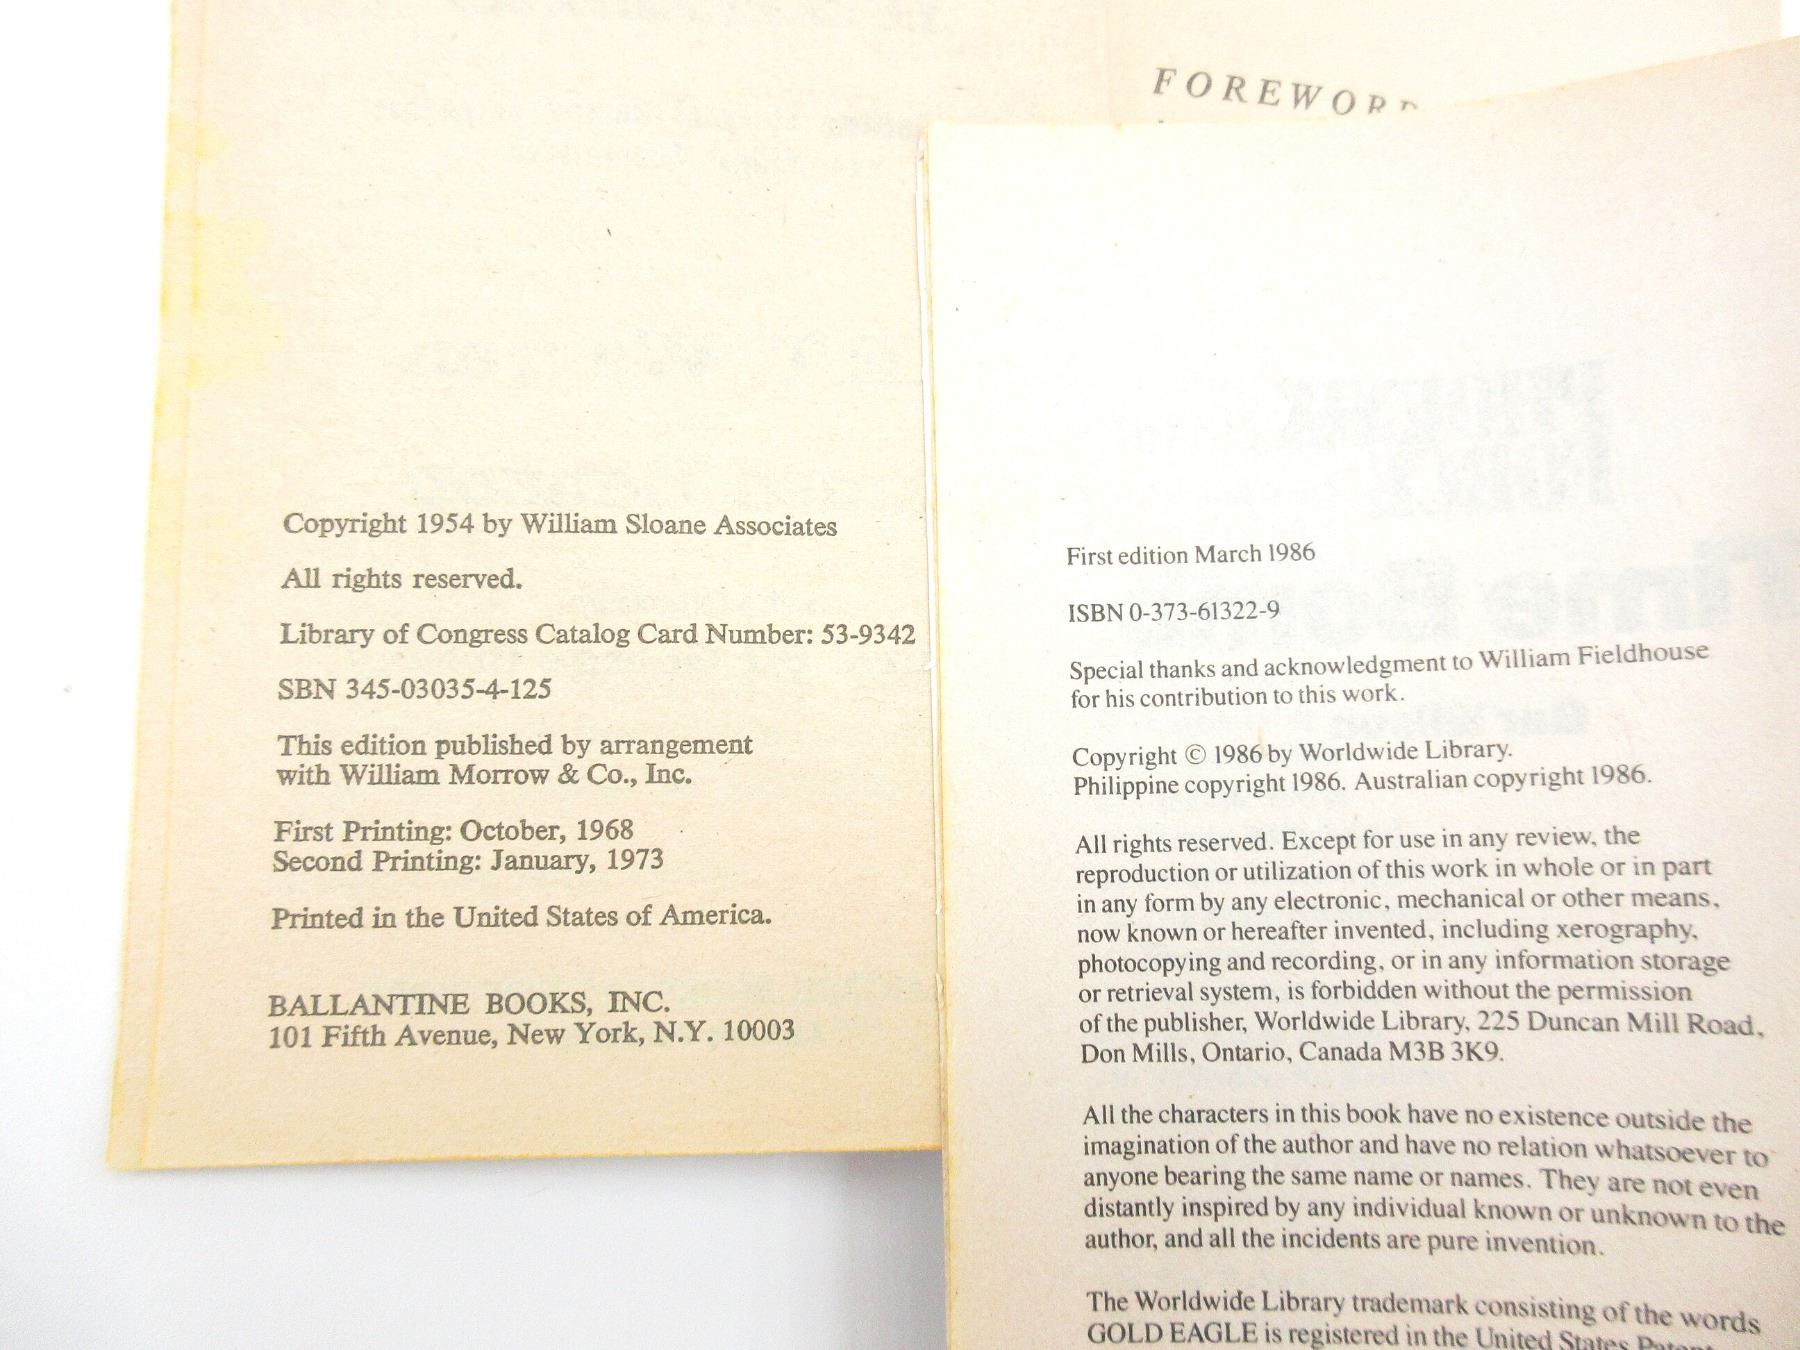 FOREWORD
Copyright 1954 by William Sloane Associates
All rights reserved.
Library of Congress Catalog Card Number: 53-9342
SBN 345-03035-4-125
This edition published by arrangement
with William Morrow & Co., Inc.
First Printing: October, 1968
Second Printing: January, 1973
Printed in the United States of America.
BALLANTINE BOOKS, INC.
101 Fifth Avenue, New York, N.Y. 10003
First edition March 1986
ISBN 0-373-61322-9
Special thanks and acknowledgment to William Fieldhouse
for his contribution to this work.
Copyright © 1986 by Worldwide Library.
Philippine copyright 1986. Australian copyright 1986.
All rights reserved. Except for use in any review, the
reproduction or utilization of this work in whole or in part
in any form by any electronic, mechanical or other means,
now known or hereafter invented, including xerography,
photocopying and recording, or in any information storage
or retrieval system, is forbidden without the permission
of the publisher, Worldwide Library, 225 Duncan Mill Road,
Don Mills, Ontario, Canada M3B 3K9.
All the characters in this book have no existence outside the
imagination of the author and have no relation whatsoever to
anyone bearing the same name or names. They are not even
distantly inspired by any individual known or unknown to the
author, and all the incidents are pure invention.
The Worldwide Library trademark consisting of the words
GOLD EAGLE is registered in the United States Patent